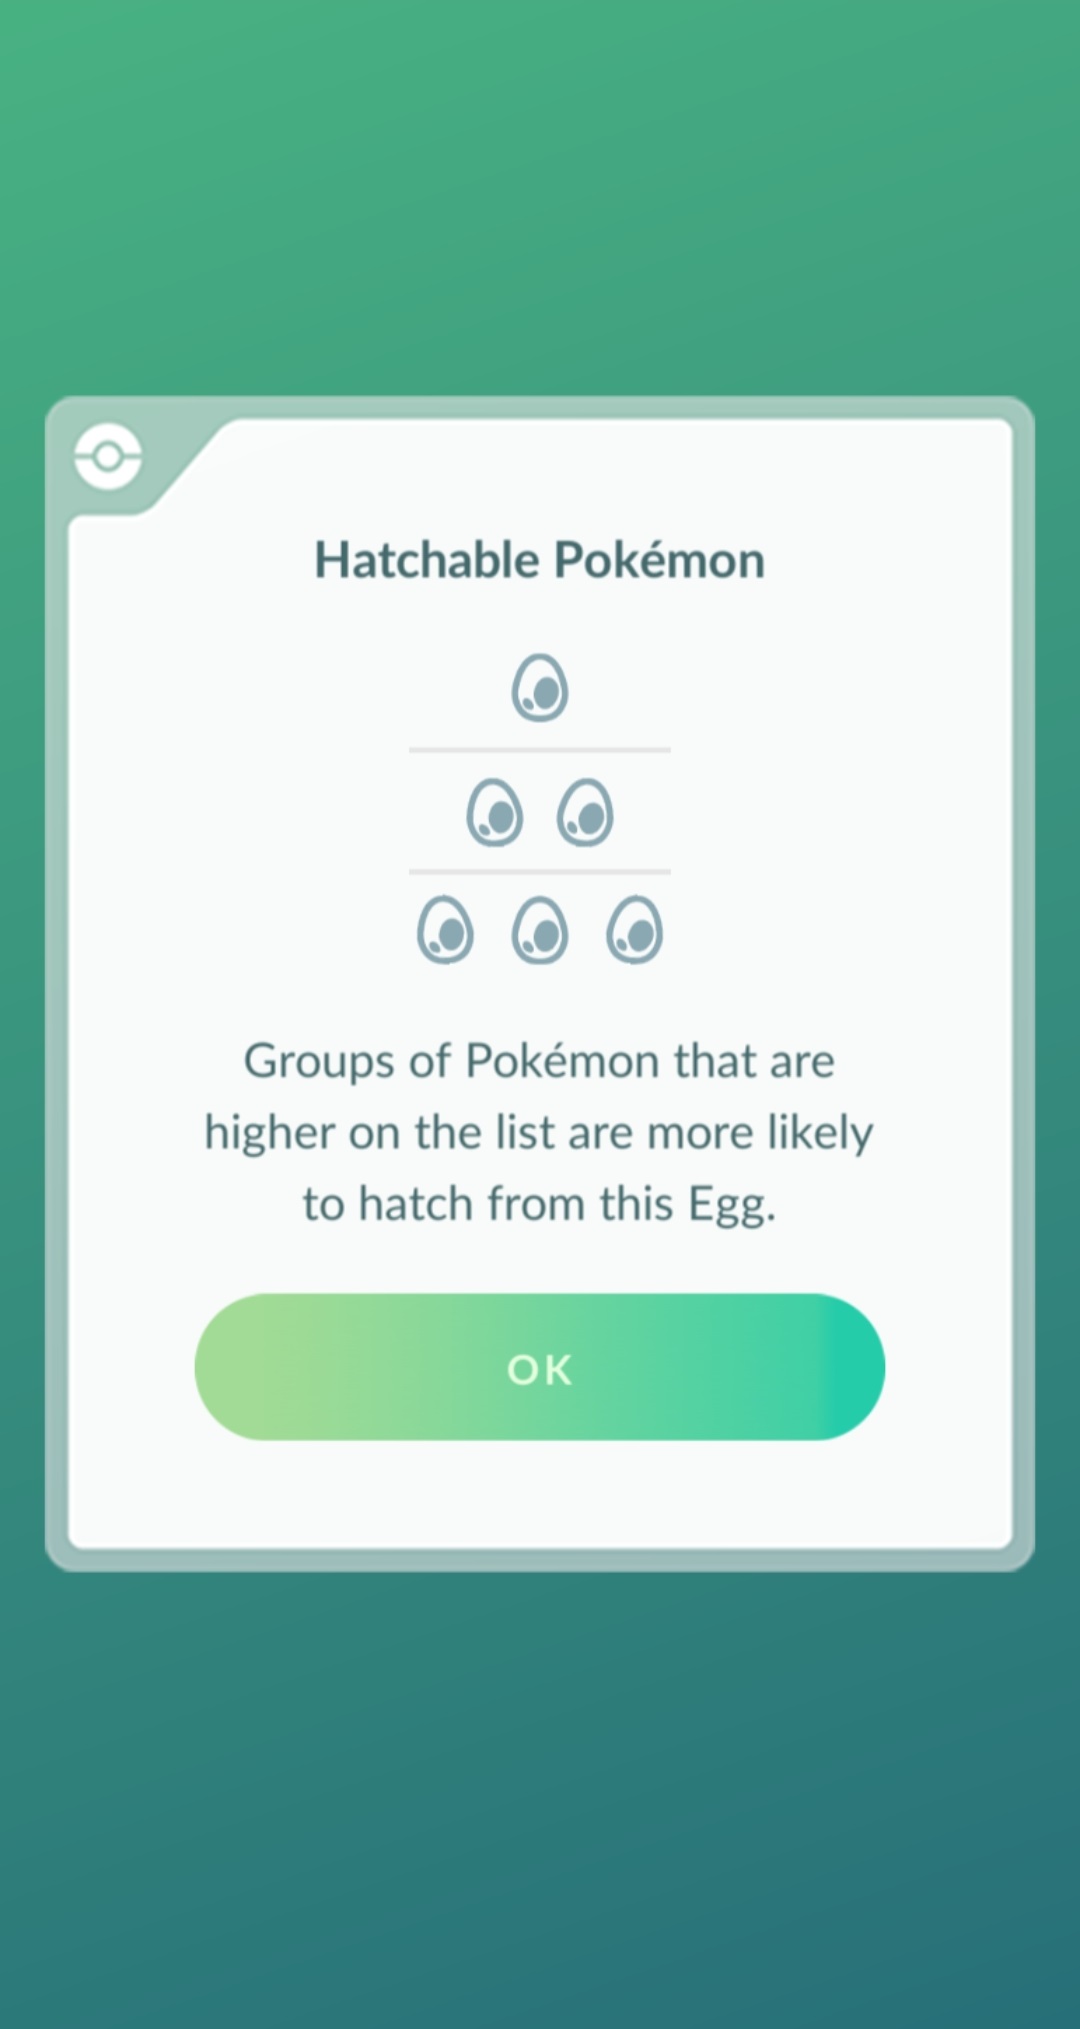 Hatchable Pokémon
Groups of Pokémon that are
higher on the list are more likely
to hatch from this Egg.
OK